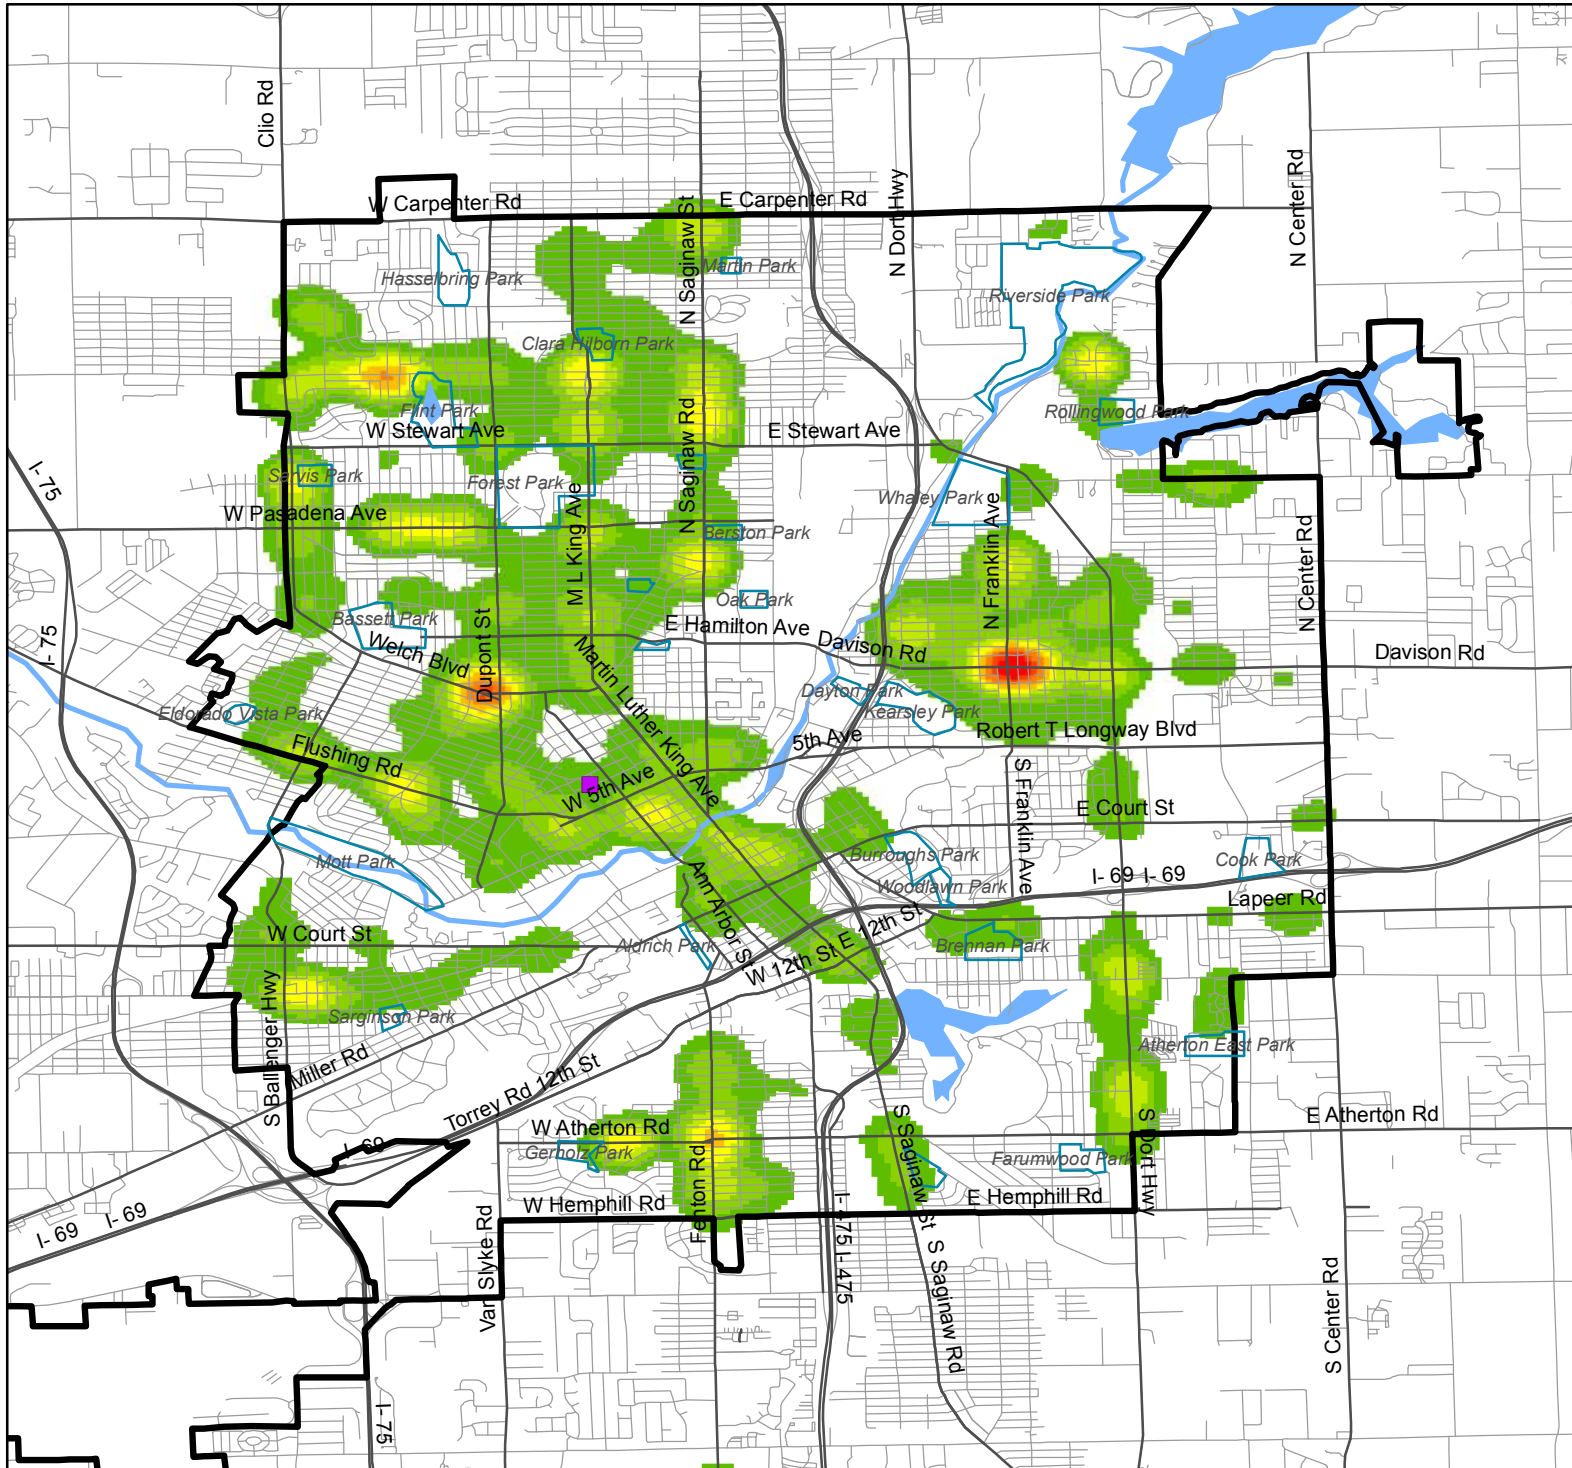 Clio Rd
W Carpenter Rd
N Saginaw St
E Carpenter Rd
N Dort Hwy
N Center Rd
Hasselbring Park
Martin Park
Riverside Park
Clara Hilborn Park
Flint Park
W Stewart Ave
N Saginaw Rd
E Stewart Ave
Rollingwood Park
I- 75
Sarvis Park
Forest Park
Whaley Park
W Pasadena Ave
M L King Ave
N Saginaw Rd
Berston Park
N Franklin Ave
N Center Rd
I- 75
Bassett Park
Welch Blvd
Dupont St
Oak Park
E Hamilton Ave
Davison Rd
Davison Rd
Martin Luther King Ave
Eldorado Vista Park
Dayton Park
Kearsley Park
Flushing Rd
5th Ave
Robert T Longway Blvd
W 5th Ave
S Franklin Ave
E Court St
Mott Park
Burroughs Park
Woodlawn Park
Cook Park
I- 69 I- 69
Lapeer Rd
Ann Arbor St
W Court St
Aldrich Park
W 12th St E 12th St
Brennan Park
S Ballenger Hwy
Sarginson Park
Miller Rd
Torrey Rd 12th St
Atherton East Park
I- 69
W Atherton Rd
Gerholz Park
Fenton Rd
S Saginaw St
Farumwood Park
S Dort Hwy
E Atherton Rd
W Hemphill Rd
E Hemphill Rd
I- 69
I- 69
Van Slyke Rd
I- 475 I- 475
S Saginaw Rd
S Center Rd
I- 75